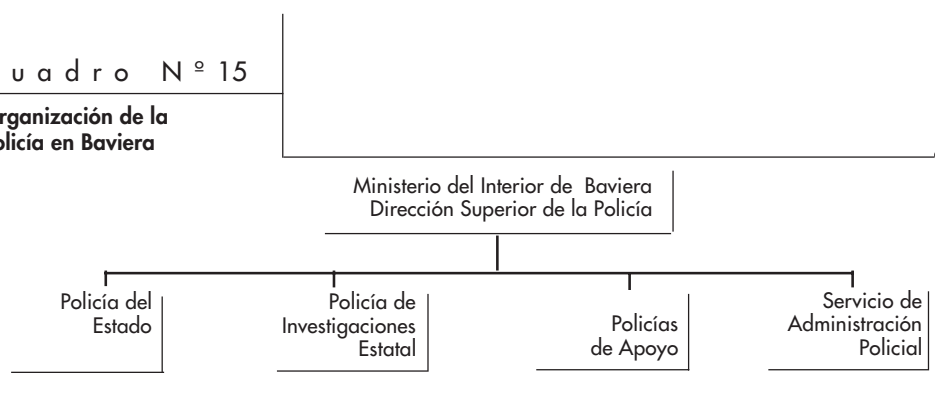 uadro Nº 15
rganización de la
olicía en Baviera
Ministerio del Interior de Baviera
Dirección Superior de la Policía
Policía del
Estado
Policía de
Investigaciones
Estatal
Policías
de Apoyo
Servicio de
Administración
Policial